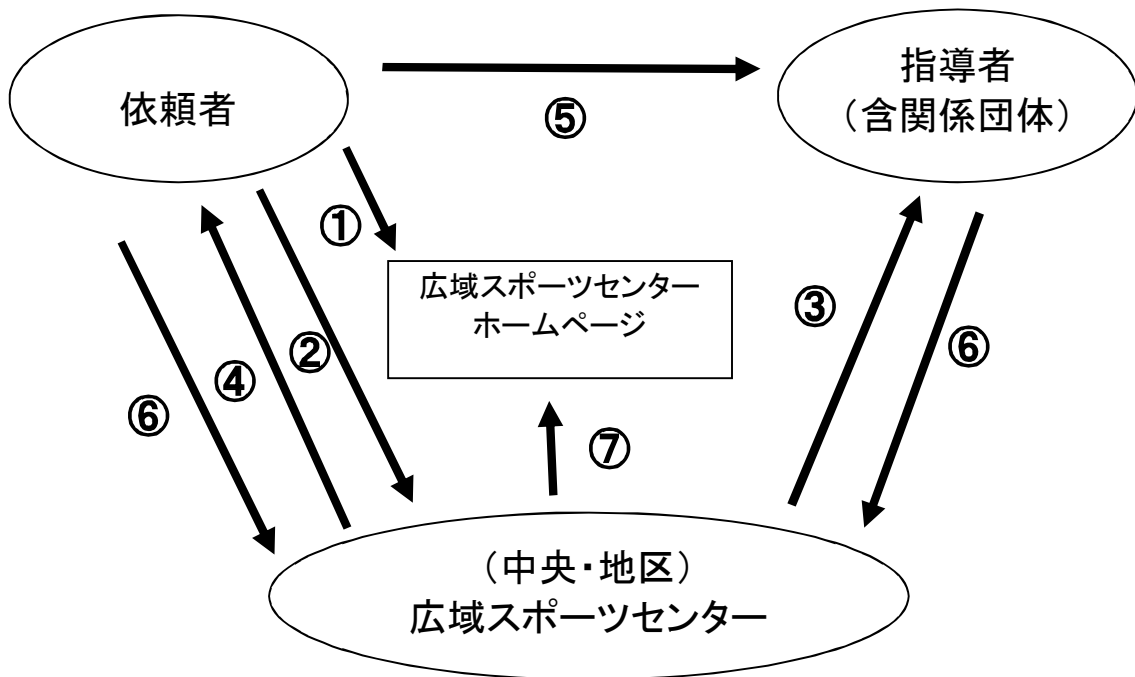 依頼者
指導者
（含関係団体）
⑤
①
広域スポーツセンター
ホームページ
③
②
⑥
④
⑥
⑦
（中央・地区）
広域スポーツセンター